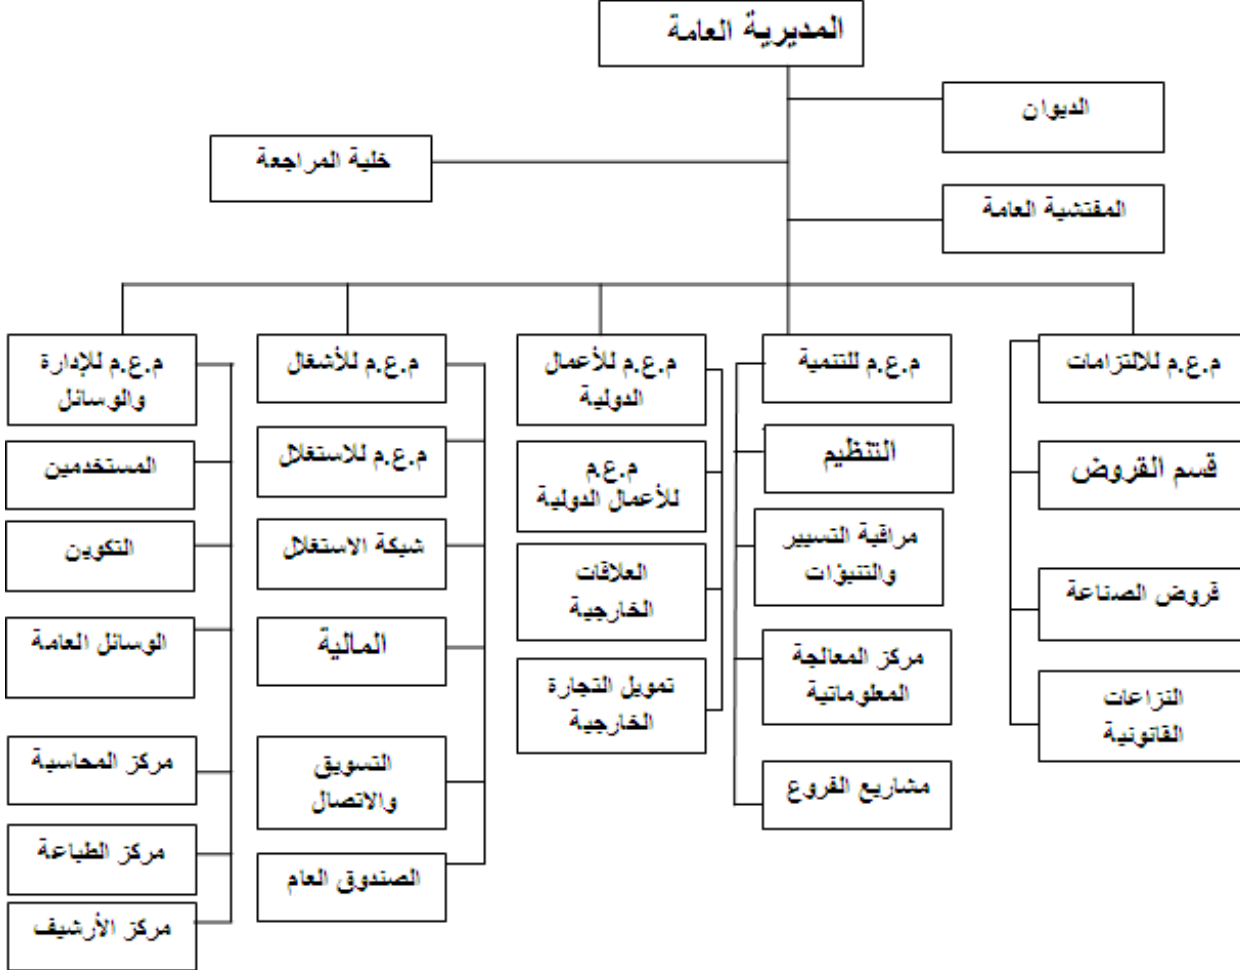 المديرية العامة
الديوان
خلية المراجعة
المفتشية العامة
م.ع.م للالتزامات
قسم القروض
قروض الصناعة
النزاعات
القانونية
م.ع.م للتنمية
التنظيم
مراقبة التسيير
والتنبؤات
مركز المعالجة
المعلوماتية
مشاريع الفروع
م.ع.م للأعمال
الدولية
م.ع.م
للأعمال الدولية
العلاقات
الخارجية
تمويل التجارة
الخارجية
م.ع.م للأشغال
م.ع.م للاستغلال
شبكة الاستغلال
المالية
التسويق
والاتصال
الصندوق العام
م.ع.م للإدارة
والوسائل
المستخدمين
التكوين
الوسائل العامة
مركز المحاسبة
مركز الطباعة
مركز الأرشيف